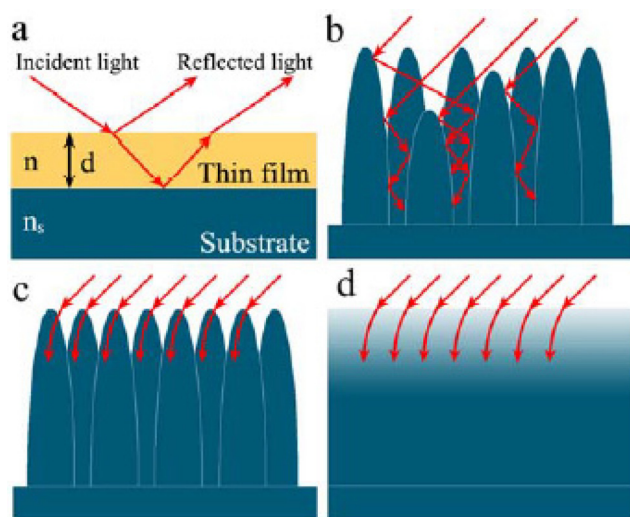 a
Incident light Reflected light
n d Thin film
nₛ
Substrate
b
c
d